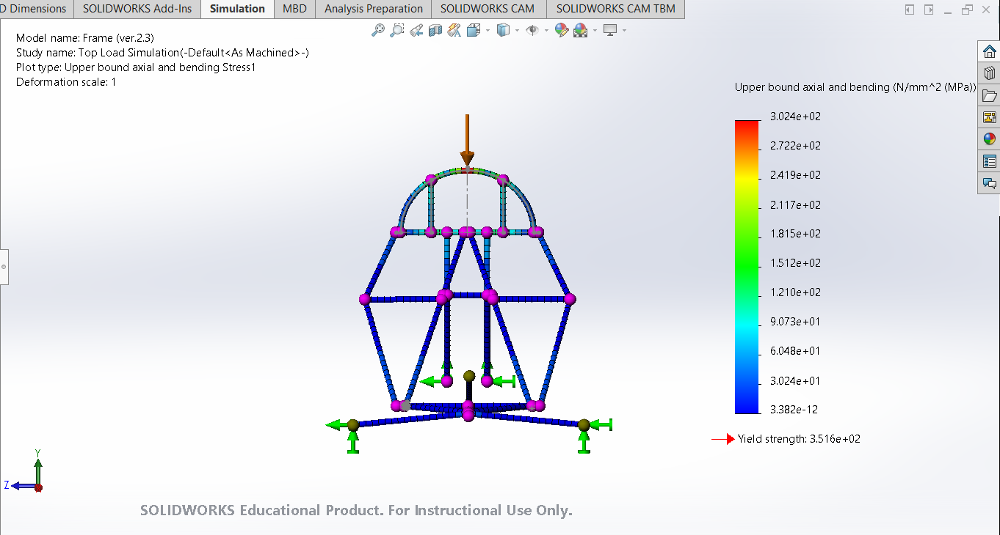 D Dimensions SOLIDWORKS Add-Ins Simulation MBD Analysis Preparation SOLIDWORKS CAM SOLIDWORKS CAM TBM
Model name: Frame (ver.2.3)
Study name: Top Load Simulation(-Default<As Machined>-)
Plot type: Upper bound axial and bending Stress1
Deformation scale: 1
Upper bound axial and bending (N/mm^2 (MPa))
3.024e+02
2.722e+02
2.419e+02
2.117e+02
1.815e+02
1.512e+02
1.210e+02
9.073e+01
6.048e+01
3.024e+01
3.382e-12
Yield strength: 3.516e+02
Y
Z
SOLIDWORKS Educational Product. For Instructional Use Only.